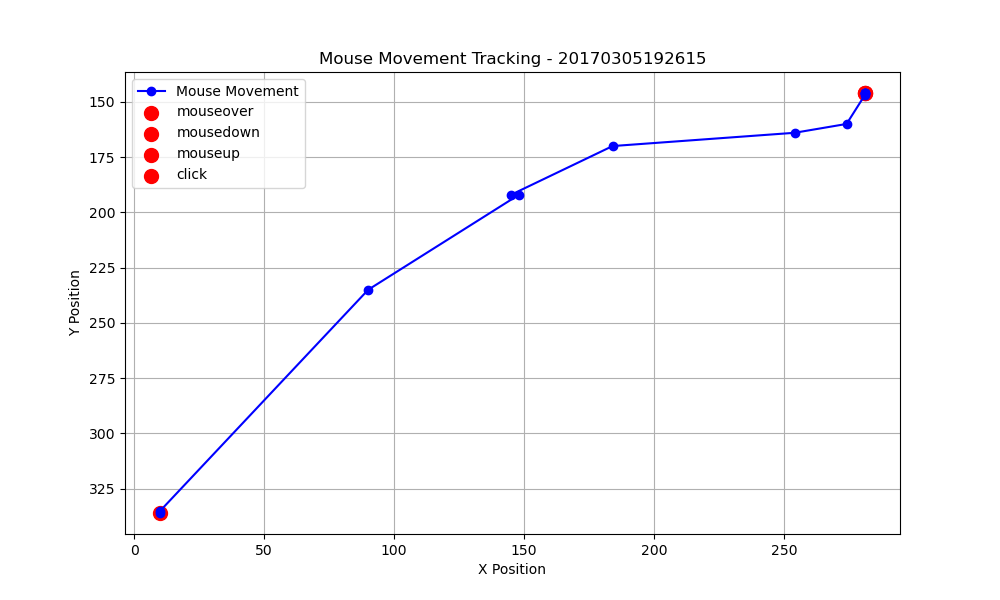 Mouse Movement Tracking - 20170305192615
Mouse Movement
mouseover
mousedown
mouseup
click
150
175
200
225
250
275
300
325
Y Position
0 50 100 150 200 250
X Position